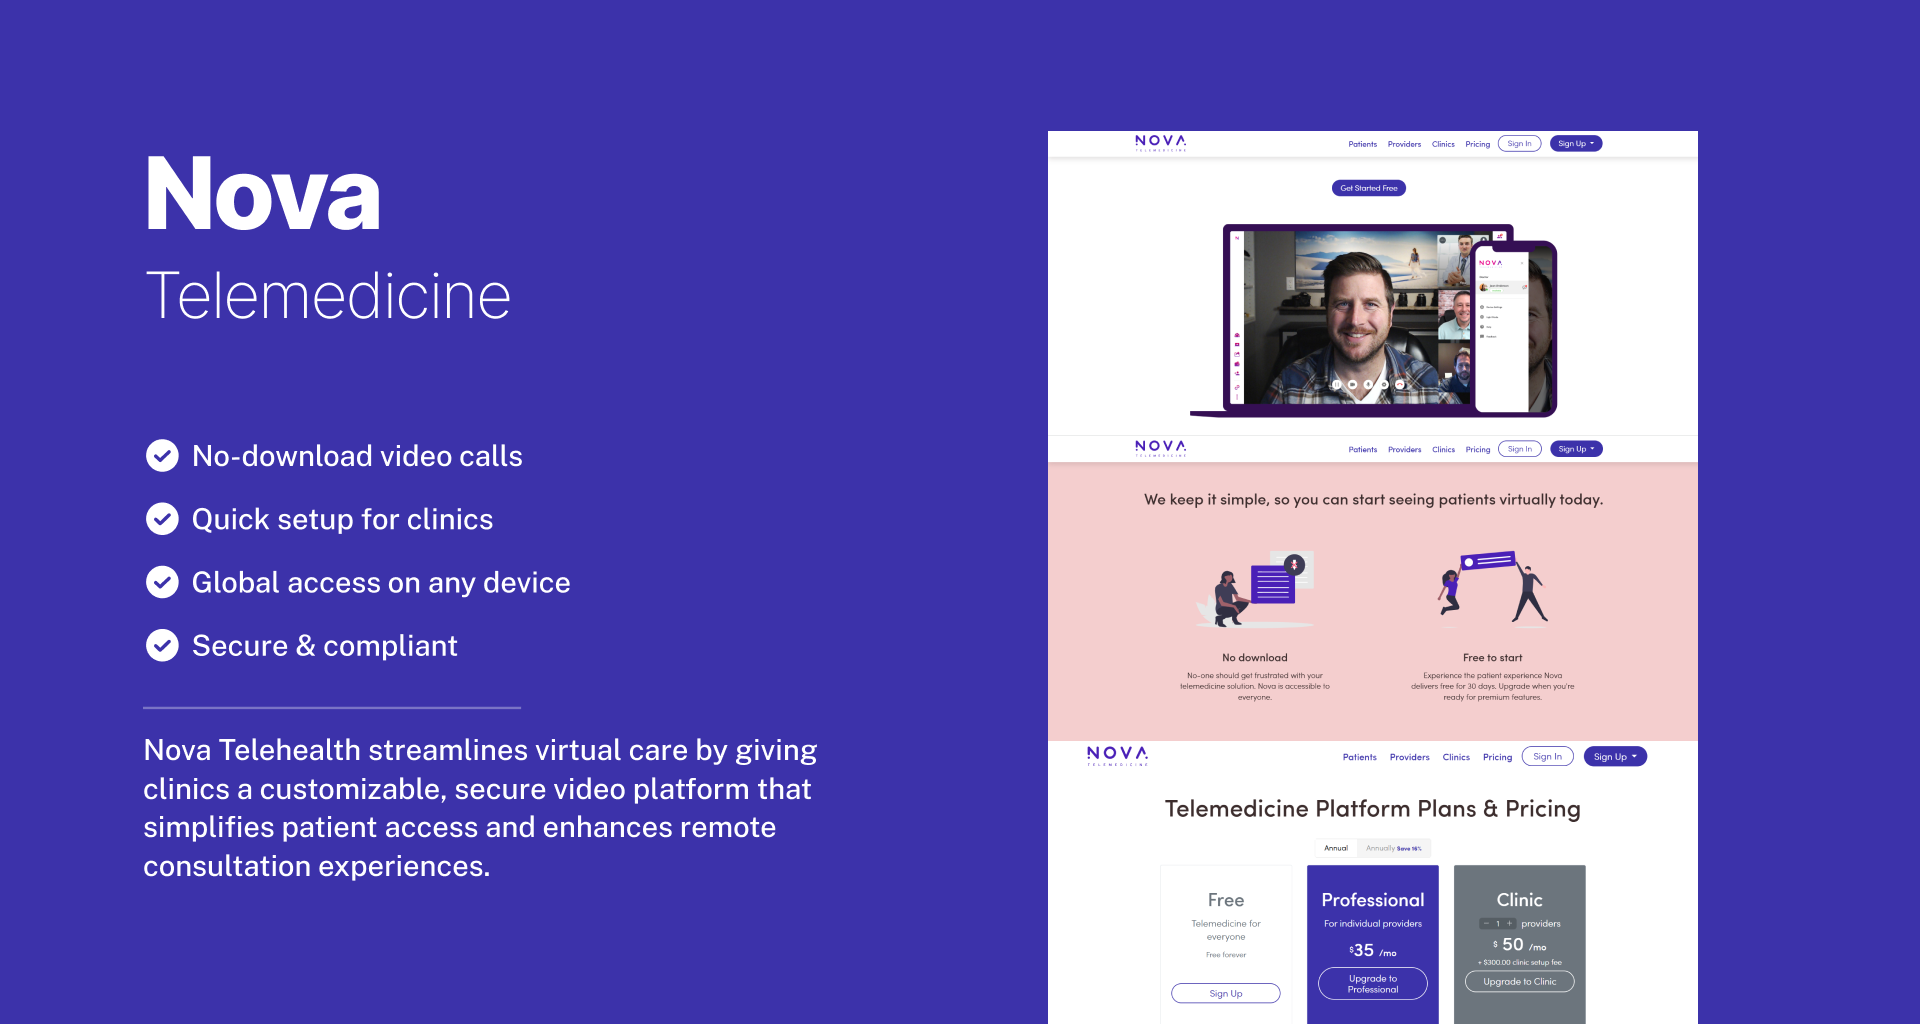 Nova
Telemedicine
No-download video calls
Quick setup for clinics
Global access on any device
Secure & compliant
Nova Telehealth streamlines virtual care by giving
clinics a customizable, secure video platform that
simplifies patient access and enhances remote
consultation experiences.
NOVA
TELEMEDICINE
Patients Providers Clinics Pricing Sign In Sign Up
Get Started Free
NOVA
NOVA
TELEMEDICINE
Patients Providers Clinics Pricing Sign In Sign Up
We keep it simple, so you can start seeing patients virtually today.
No download
No-one should get frustrated with your
telemedicine solution. Nova is accessible to
everyone.
Free to start
Experience the patient experience Nova
delivers free for 30 days. Upgrade when you're
ready for premium features.
NOVA
TELEMEDICINE
Patients Providers Clinics Pricing Sign In Sign Up
Telemedicine Platform Plans & Pricing
Annual Annually Save 16%
Free
Telemedicine for
everyone
Free forever
Sign Up
Professional
For individual providers
$35 /mo
Upgrade to
Professional
Clinic
− 1 + providers
$ 50 /mo
+ $300.00 clinic setup fee
Upgrade to Clinic